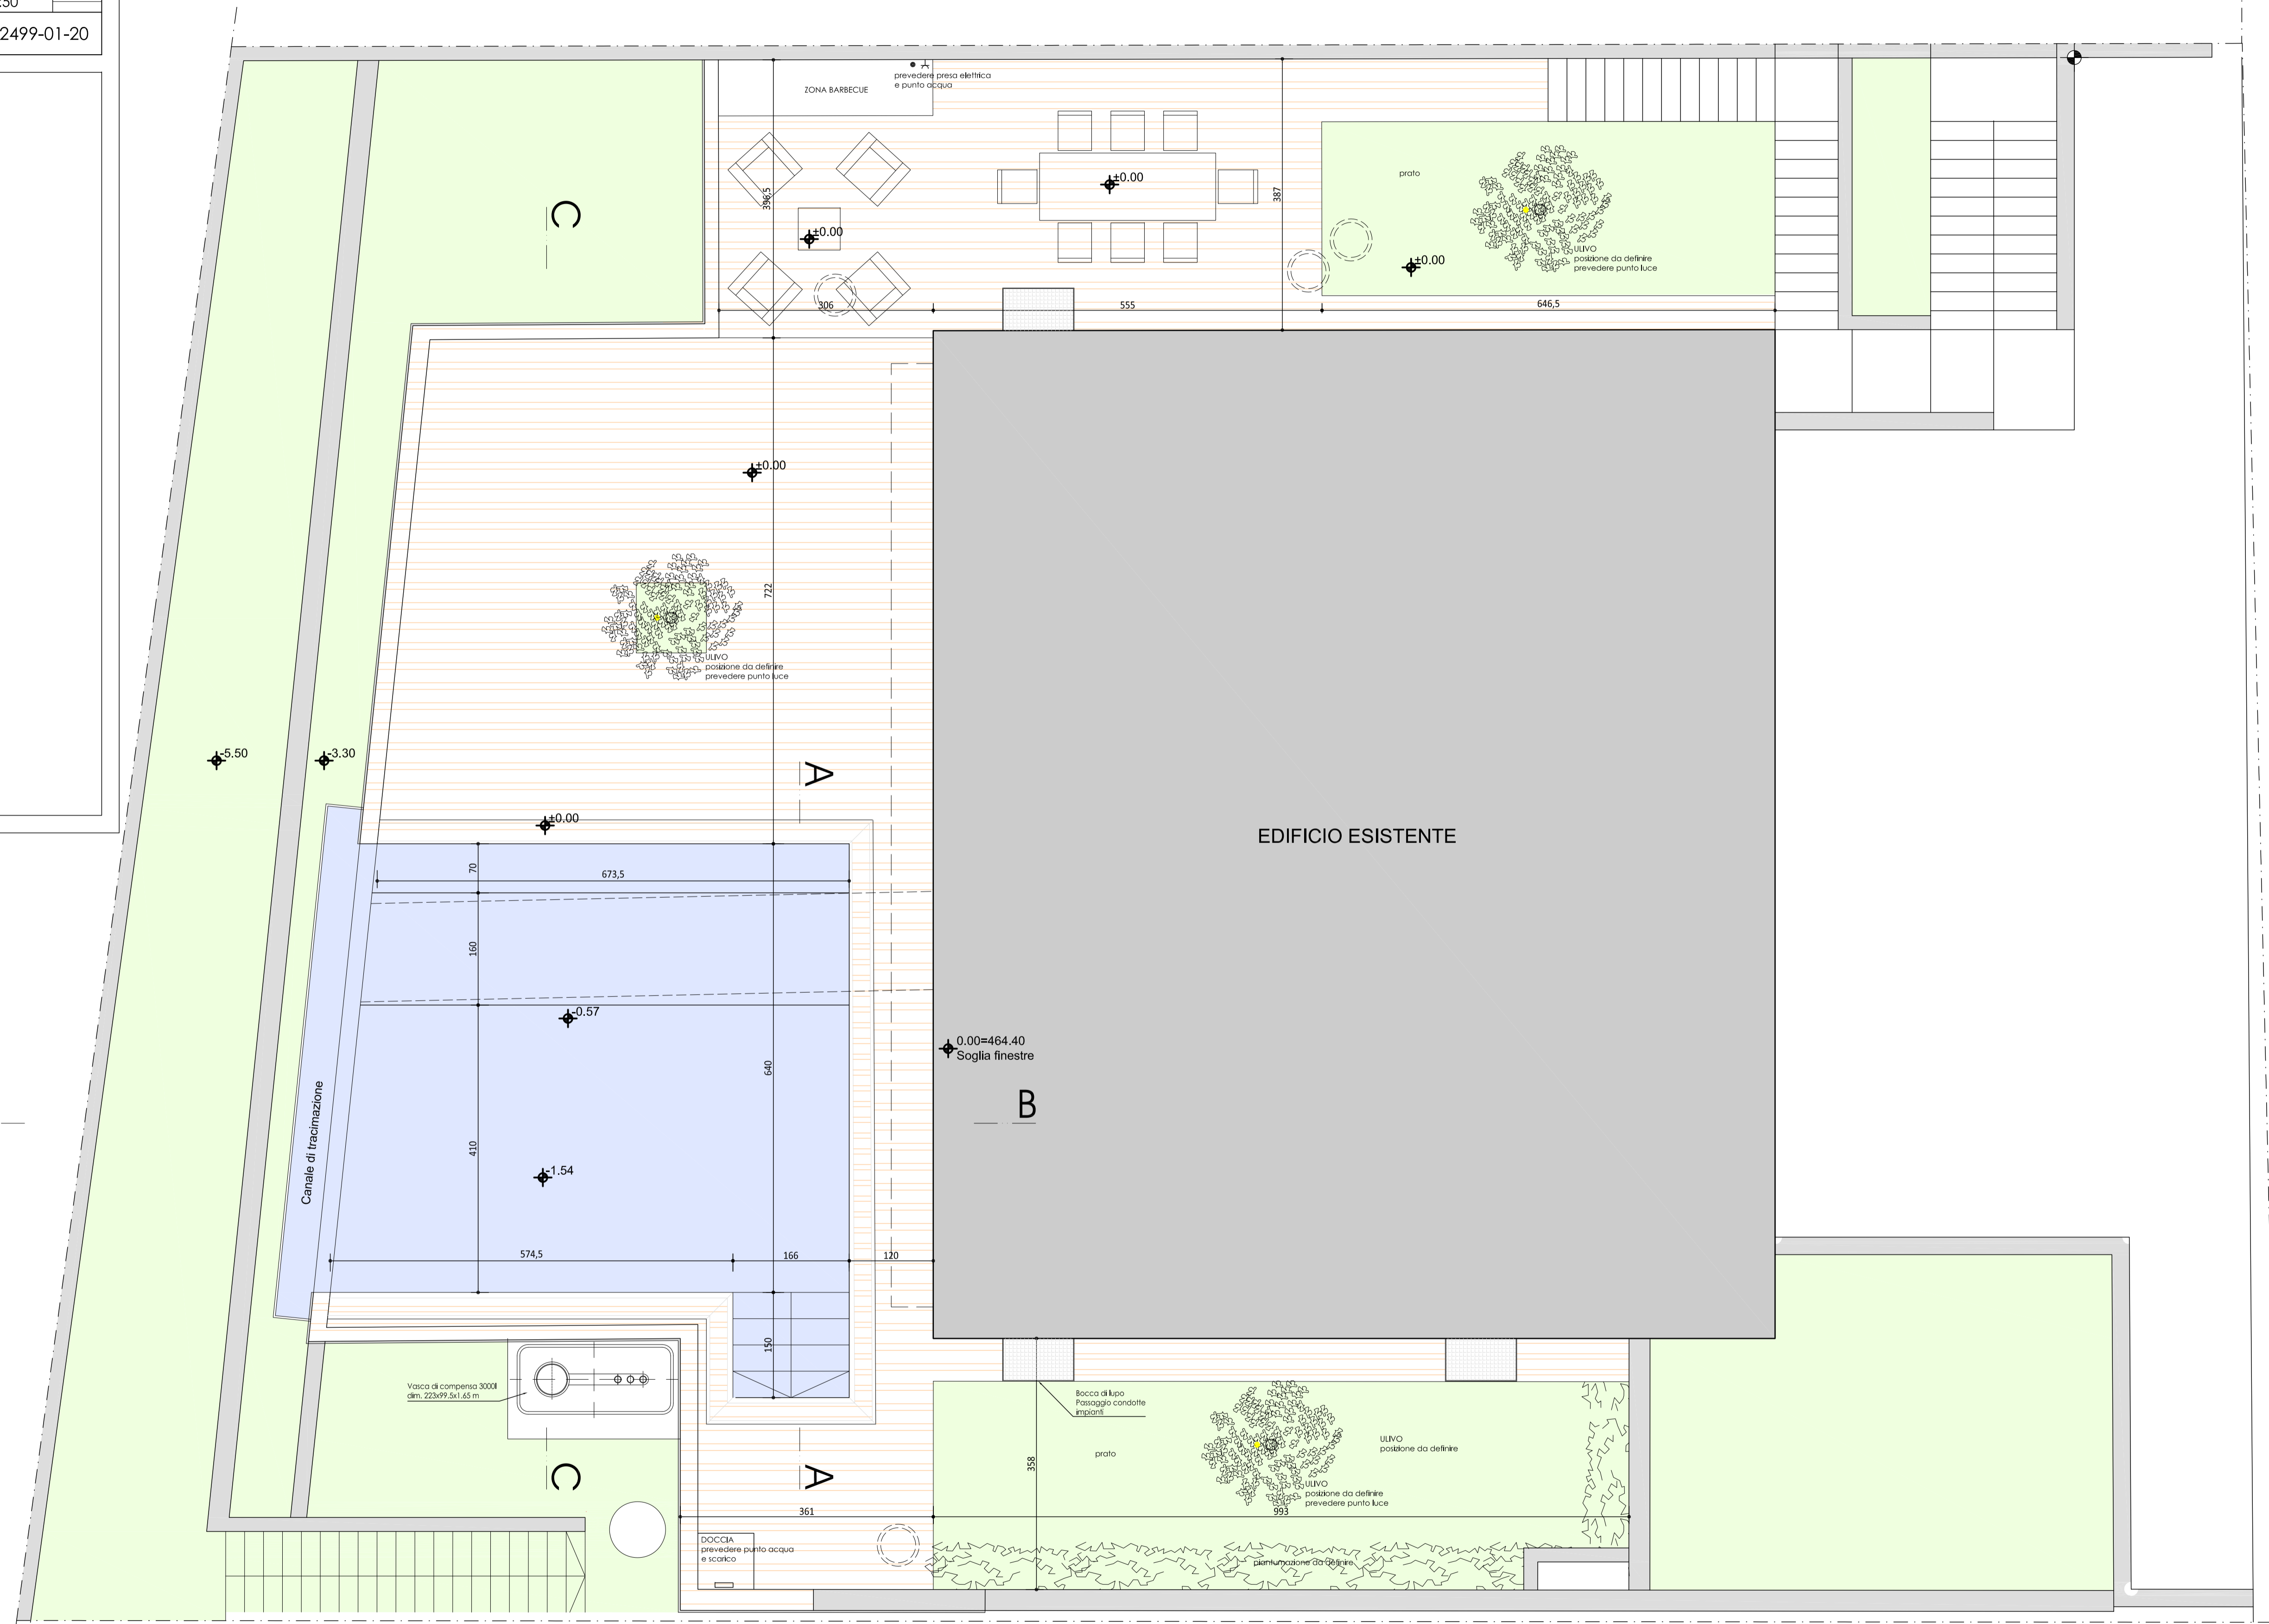 2499-01-20
prevedere presa elettrica
e punto acqua
ZONA BARBECUE
C
396,5
±0.00
±0.00
387
prato
ULIVO
posizione da definire
prevedere punto luce
±0.00
306
555
646,5
±0.00
722
ULIVO
posizione da definire
prevedere punto luce
-5.50
-3.30
A
±0.00
EDIFICIO ESISTENTE
70
673,5
160
-0.57
0.00=464.40
Soglia finestre
640
B
Canale di tracimazione
410
-1.54
574,5
166
120
150
Vasca di compensa 3000l
dim. 223x99,5x1.65 m
Bocca di lupo
Passaggio condotte
impianti
prato
ULIVO
posizione da definire
358
C
A
ULIVO
posizione da definire
prevedere punto luce
361
993
DOCCIA
prevedere punto acqua
e scarico
piantumazione da definire